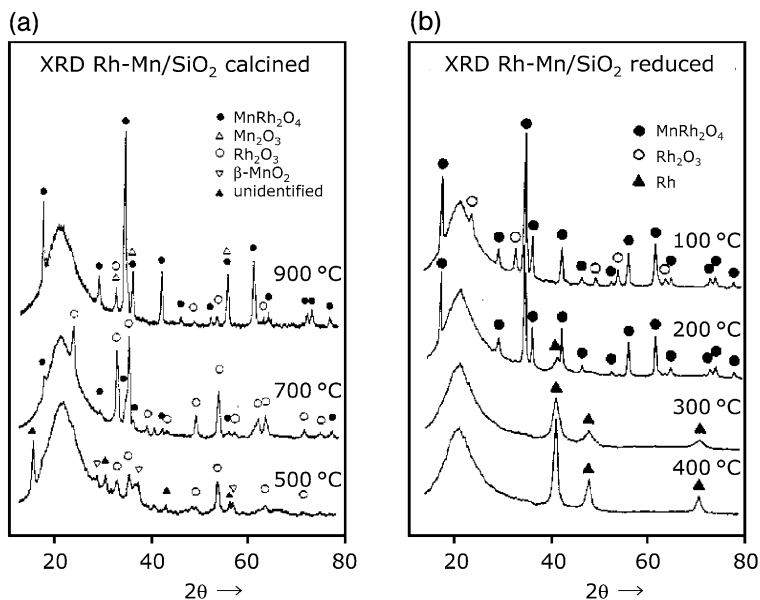 (a)
XRD Rh-Mn/SiO₂ calcined
MnRh₂O₄
Mn₂O₃
Rh₂O₃
β-MnO₂
unidentified
900 °C
700 °C
500 °C
20 40 60 80
2θ →
(b)
XRD Rh-Mn/SiO₂ reduced
MnRh₂O₄
Rh₂O₃
Rh
100 °C
200 °C
300 °C
400 °C
20 40 60 80
2θ →